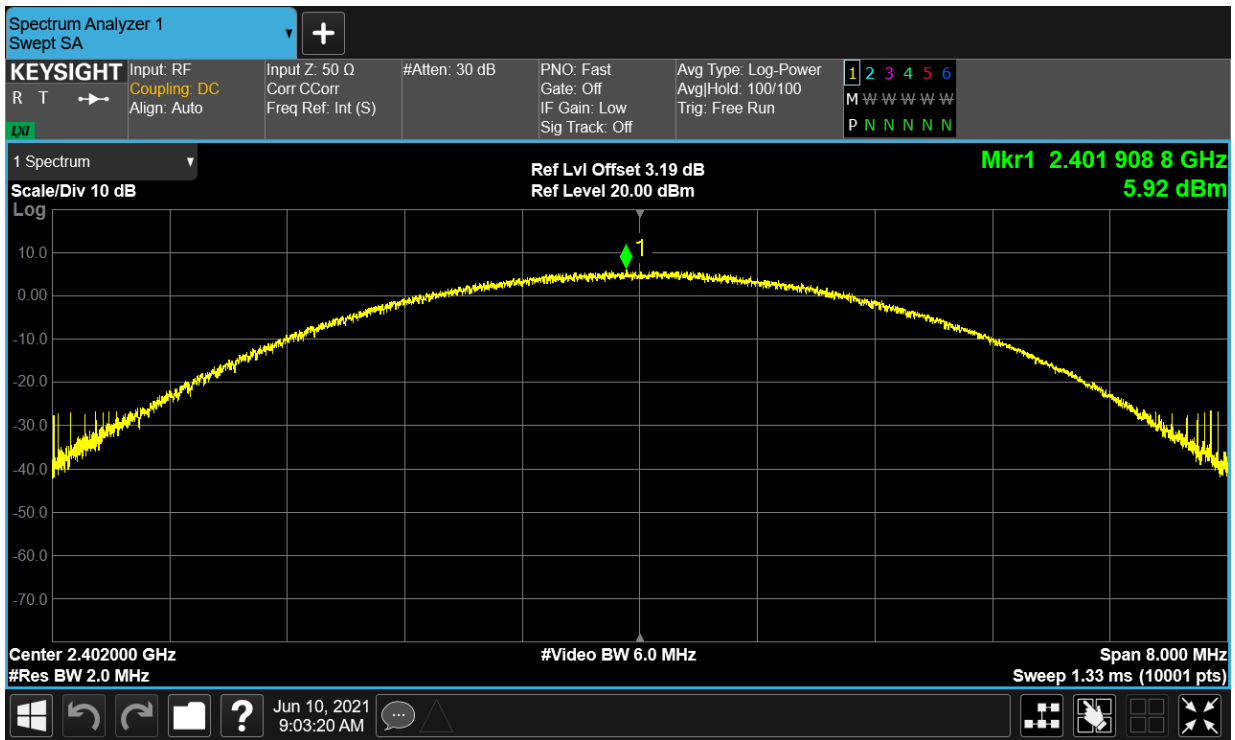 Spectrum Analyzer 1
Swept SA
KEYSIGHT
R T
LXI
Input: RF
Coupling: DC
Align: Auto
Input Z: 50 Ω
Corr CCorr
Freq Ref: Int (S)
#Atten: 30 dB
PNO: Fast
Gate: Off
IF Gain: Low
Sig Track: Off
Avg Type: Log-Power
Avg|Hold: 100/100
Trig: Free Run
1 2 3 4 5 6
M W W W W W
P N N N N N
1 Spectrum
Scale/Div 10 dB
Log
Ref Lvl Offset 3.19 dB
Ref Level 20.00 dBm
Mkr1 2.401 908 8 GHz
5.92 dBm
1
10.0
0.00
-10.0
-20.0
-30.0
-40.0
-50.0
-60.0
-70.0
Center 2.402000 GHz
#Res BW 2.0 MHz
#Video BW 6.0 MHz
Span 8.000 MHz
Sweep 1.33 ms (10001 pts)
?
Jun 10, 2021
9:03:20 AM